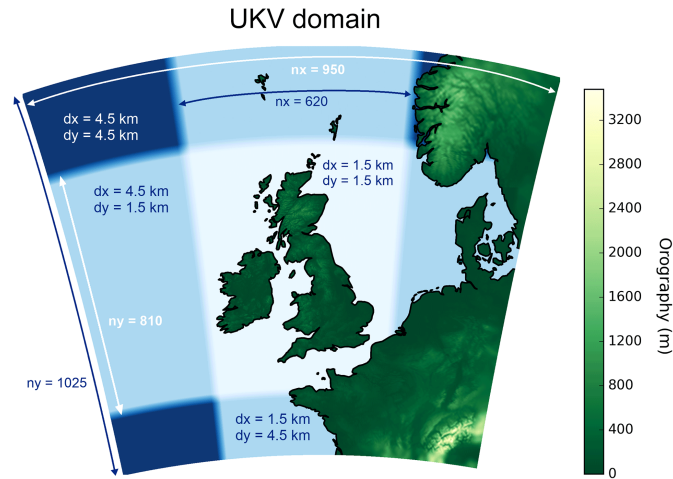 UKV domain
nx = 950
nx = 620
dx = 4.5 km
dy = 4.5 km
dx = 1.5 km
dy = 1.5 km
dx = 4.5 km
dy = 1.5 km
ny = 810
ny = 1025
dx = 1.5 km
dy = 4.5 km
3200
2800
2400
2000
1600
1200
800
400
0
Orography (m)